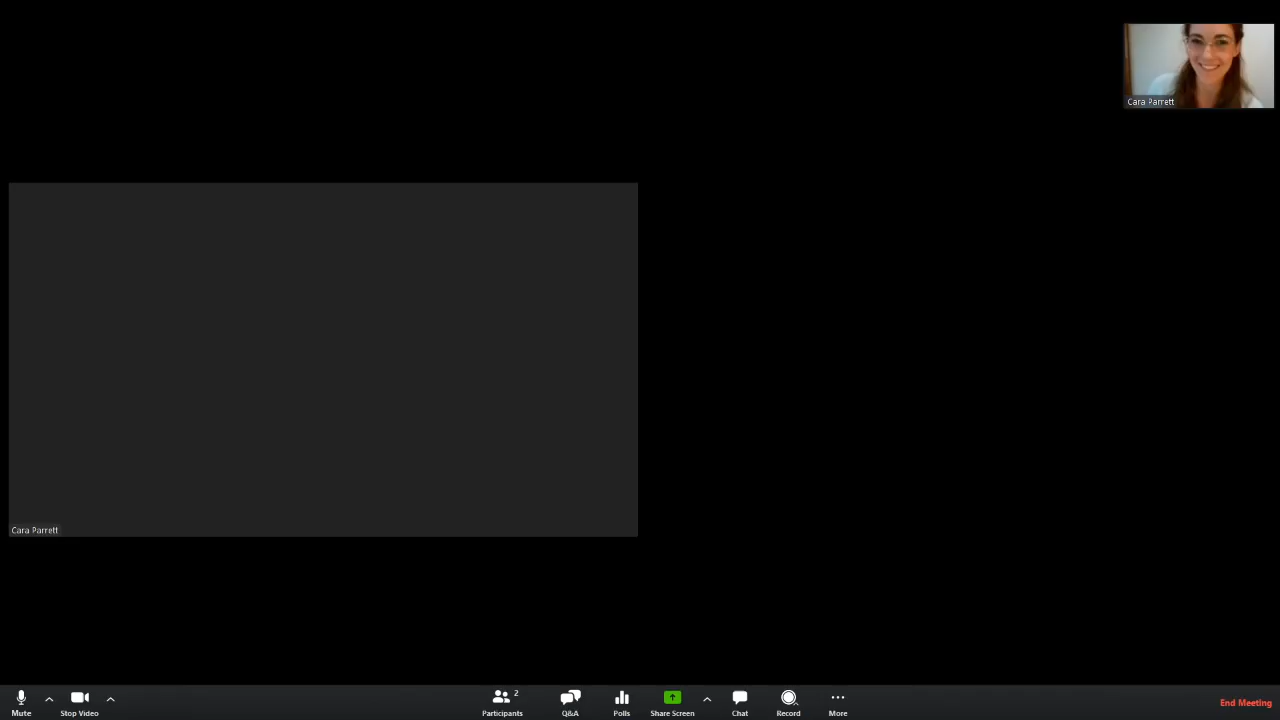 Cara Parrett
Cara Parrett
Mute
Stop Video
Participants
2
Q&A
Polls
Share Screen
Chat
Record
More
End Meeting